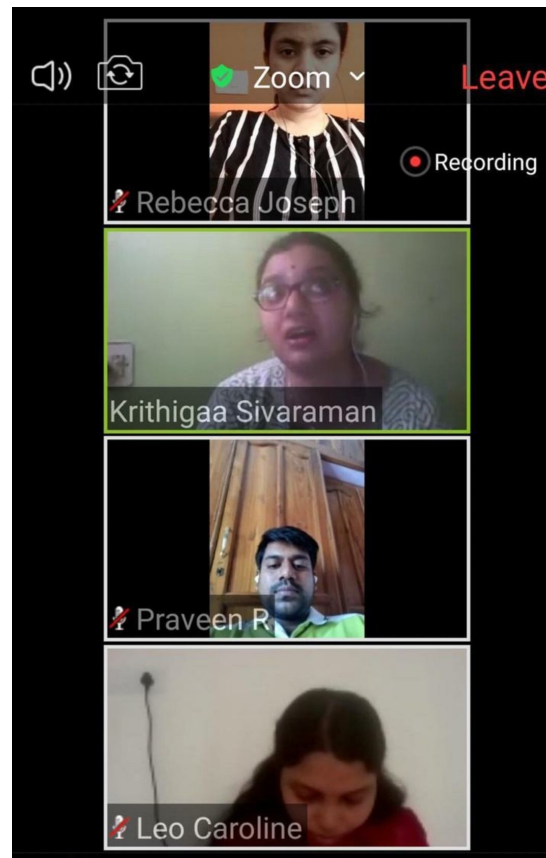 Zoom
Leave
Recording
Rebecca Joseph
Krithigaa Sivaraman
Praveen R
Leo Caroline